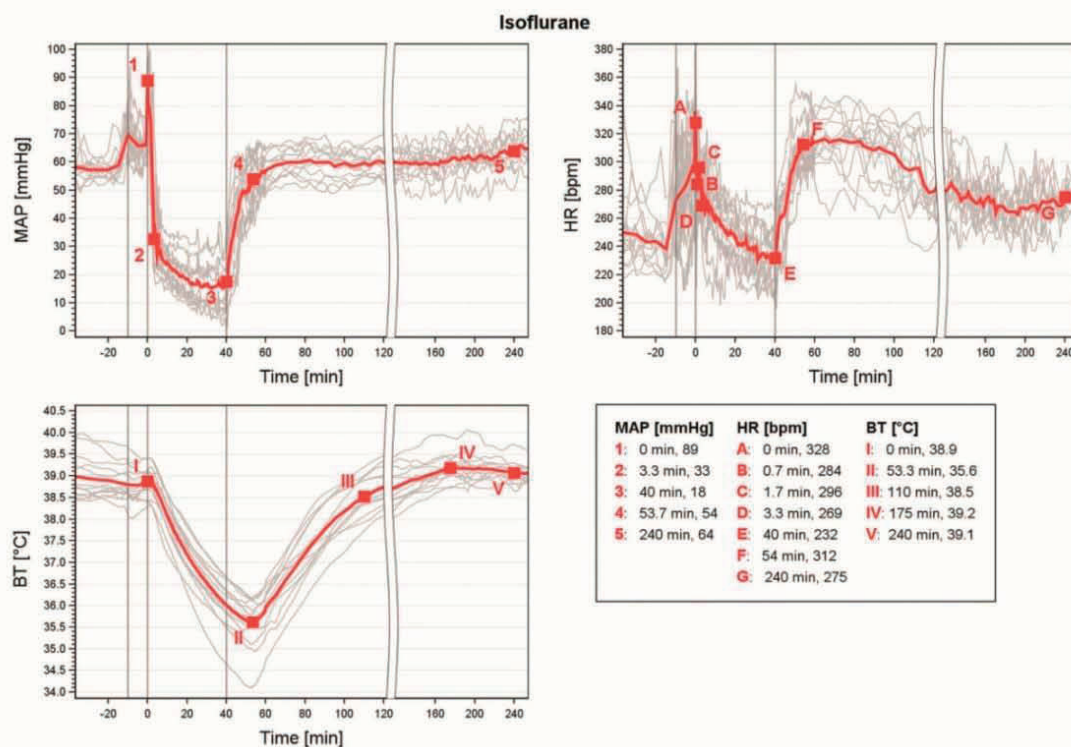 Isoflurane
MAP [mmHg]
100
90
80
70
60
50
40
30
20
10
0
1
2
3
4
5
-20 0 20 40 60 80 100 120 140 160 180 200 220 240
Time [min]
HR [bpm]
380
360
340
320
300
280
260
240
220
200
180
A
B
C
D
E
F
G
-20 0 20 40 60 80 100 120 140 160 180 200 220 240
Time [min]
BT [°C]
40.5
40.0
39.5
39.0
38.5
38.0
37.5
37.0
36.5
36.0
35.5
35.0
34.5
34.0
I
II
III
IV
V
-20 0 20 40 60 80 100 120 140 160 180 200 220 240
Time [min]
MAP [mmHg] HR [bpm] BT [°C]
1: 0 min, 89 A: 0 min, 328 I: 0 min, 38.9
2: 3.3 min, 33 B: 0.7 min, 284 II: 53.3 min, 35.6
3: 40 min, 18 C: 1.7 min, 296 III: 110 min, 38.5
4: 53.7 min, 54 D: 3.3 min, 269 IV: 175 min, 39.2
5: 240 min, 64 E: 40 min, 232 V: 240 min, 39.1
F: 54 min, 312
G: 240 min, 275